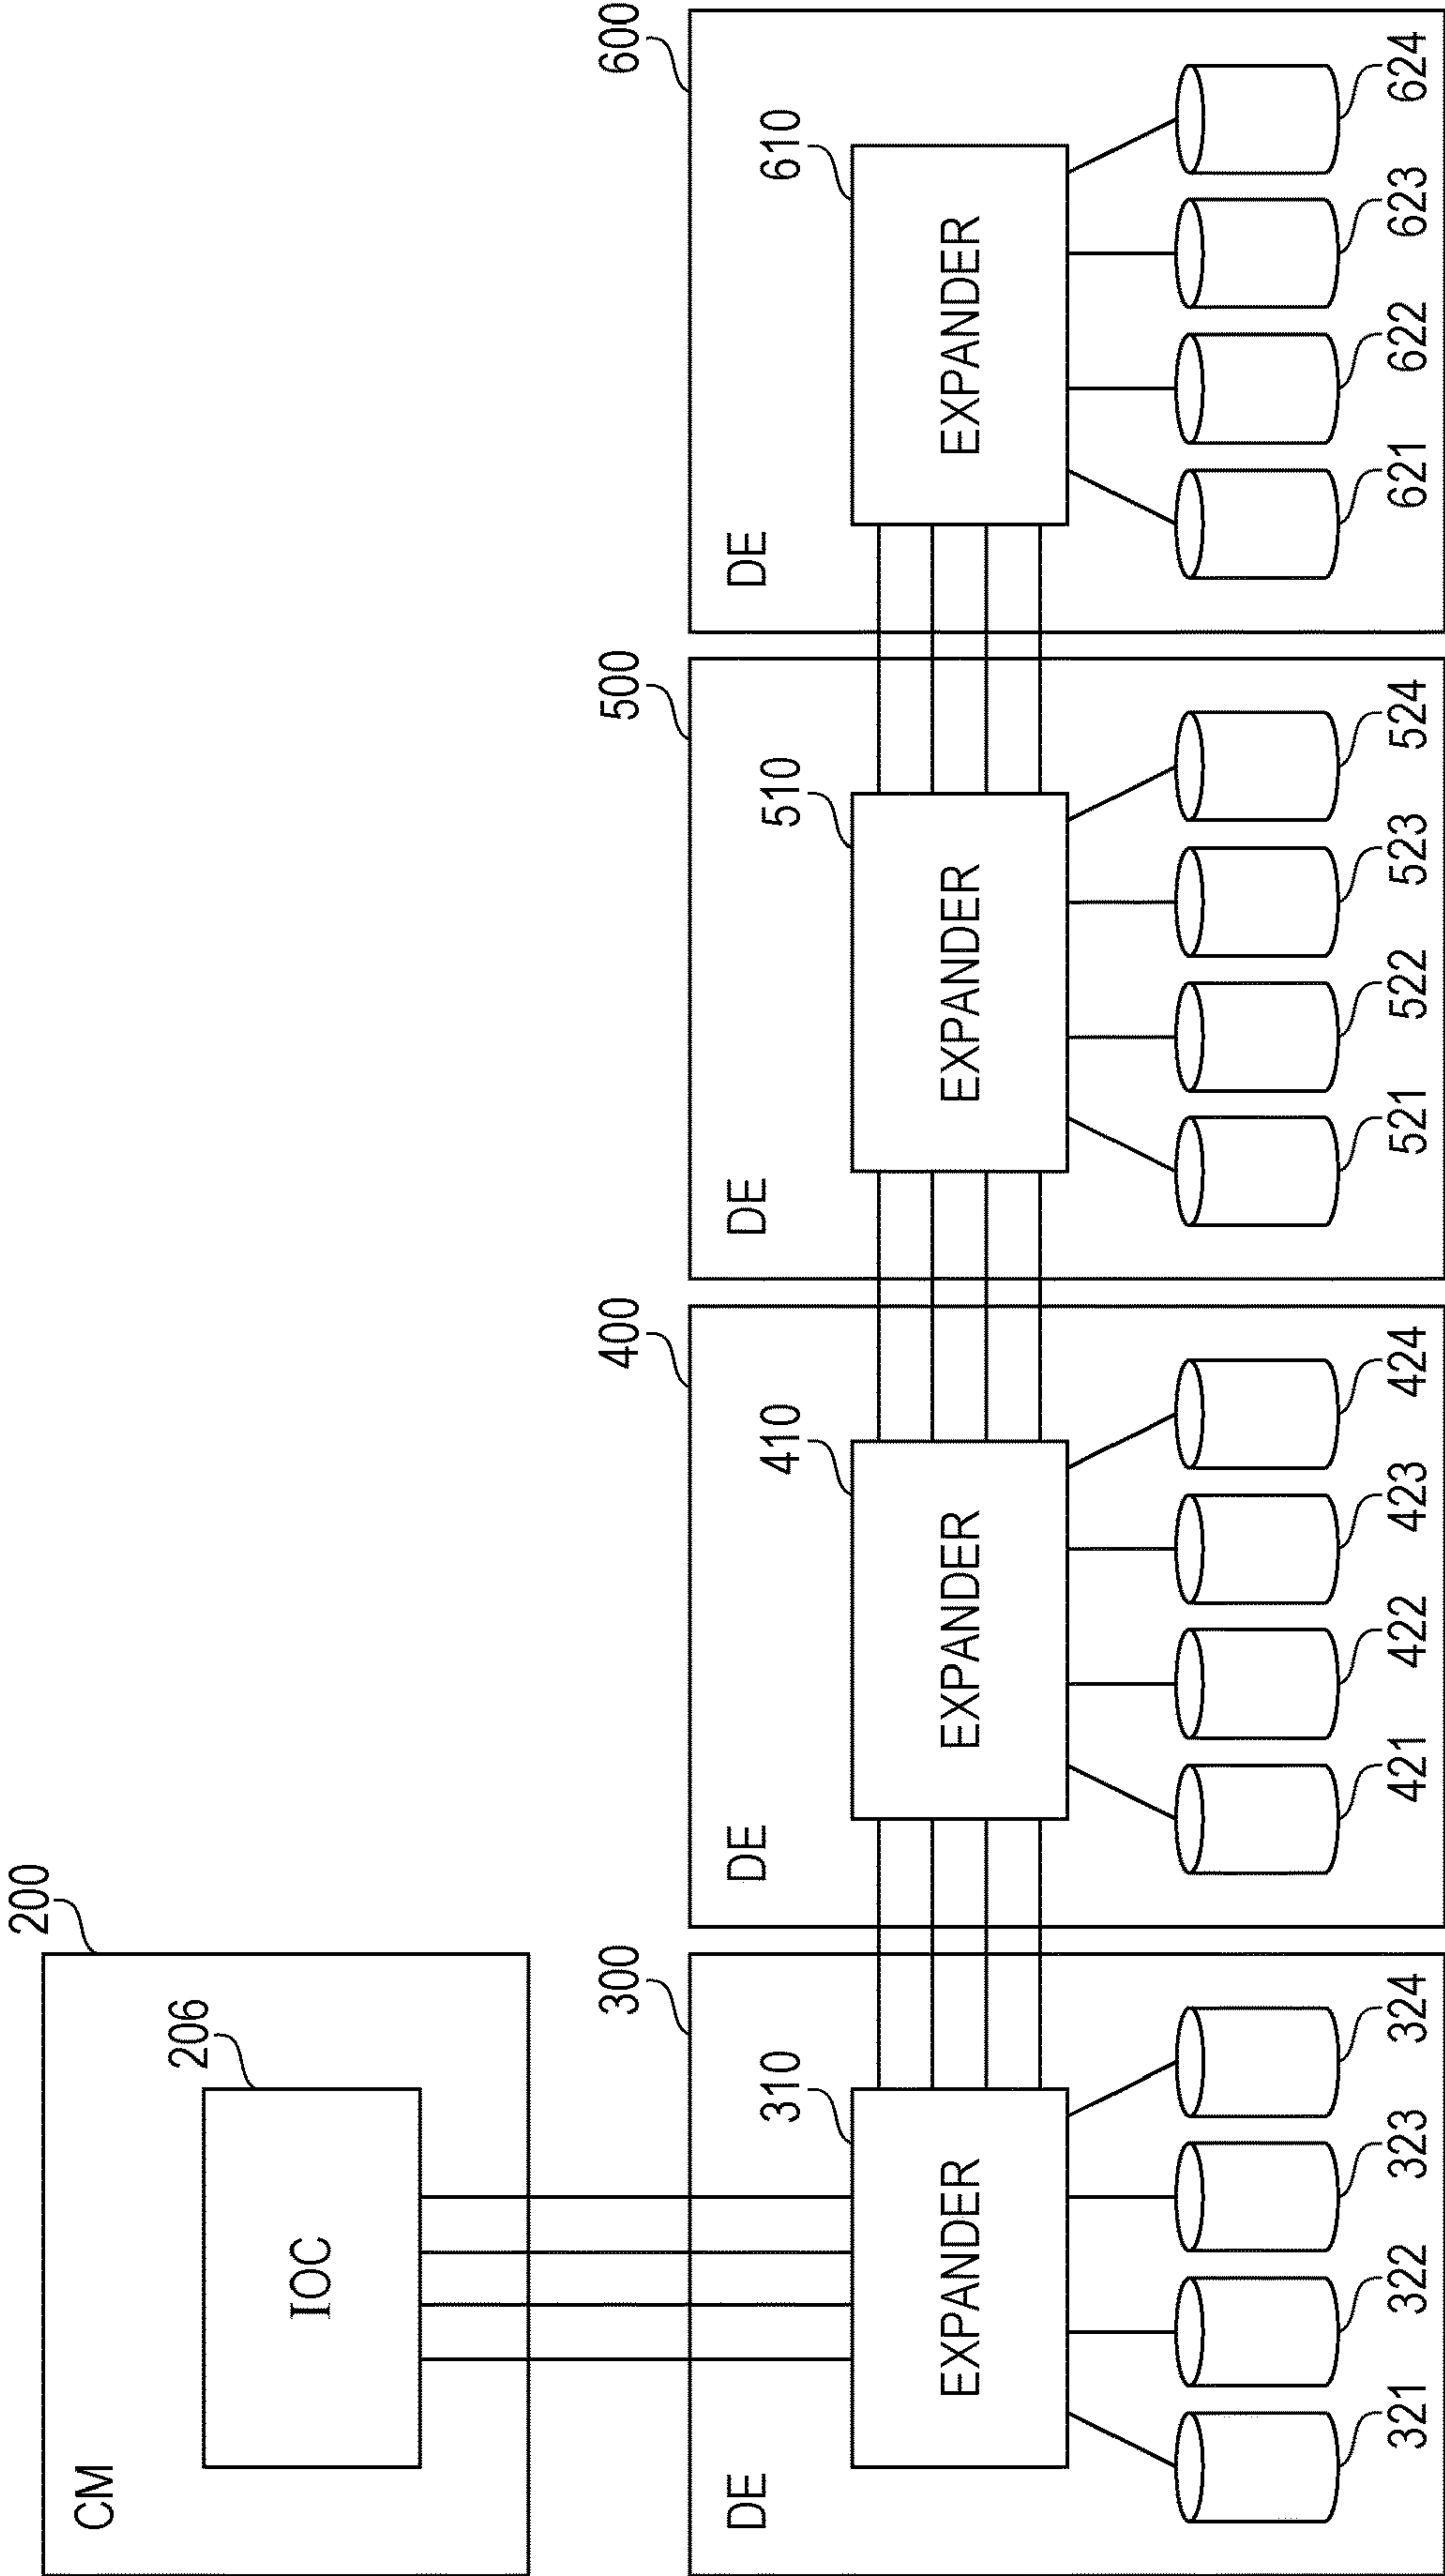 200
CM
206
IOC
300
400
500
600
DE
DE
DE
DE
310
410
510
610
EXPANDER
EXPANDER
EXPANDER
EXPANDER
321
322
323
324
421
422
423
424
521
522
523
524
621
622
623
624